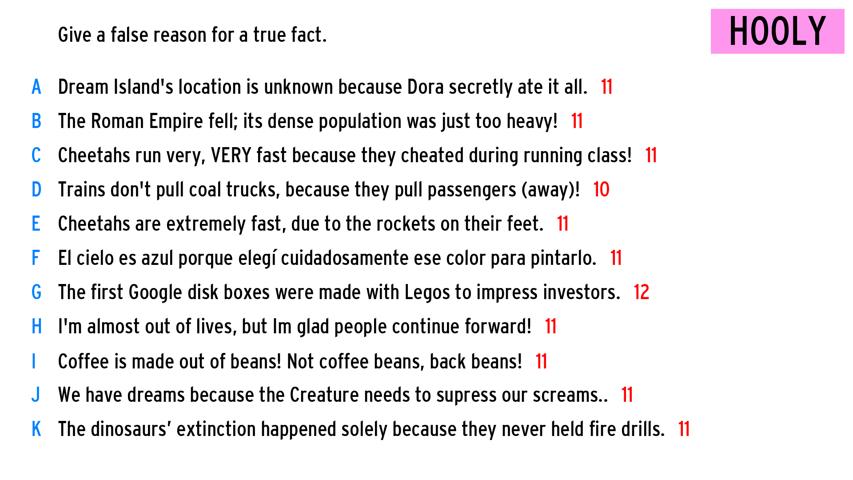 Give a false reason for a true fact.
HOOLY
A Dream Island's location is unknown because Dora secretly ate it all. 11
B The Roman Empire fell; its dense population was just too heavy! 11
C Cheetahs run very, VERY fast because they cheated during running class! 11
D Trains don't pull coal trucks, because they pull passengers (away)! 10
E Cheetahs are extremely fast, due to the rockets on their feet. 11
F El cielo es azul porque elegí cuidadosamente ese color para pintarlo. 11
G The first Google disk boxes were made with Legos to impress investors. 12
H I'm almost out of lives, but Im glad people continue forward! 11
I Coffee is made out of beans! Not coffee beans, back beans! 11
J We have dreams because the Creature needs to supress our screams.. 11
K The dinosaurs’ extinction happened solely because they never held fire drills. 11